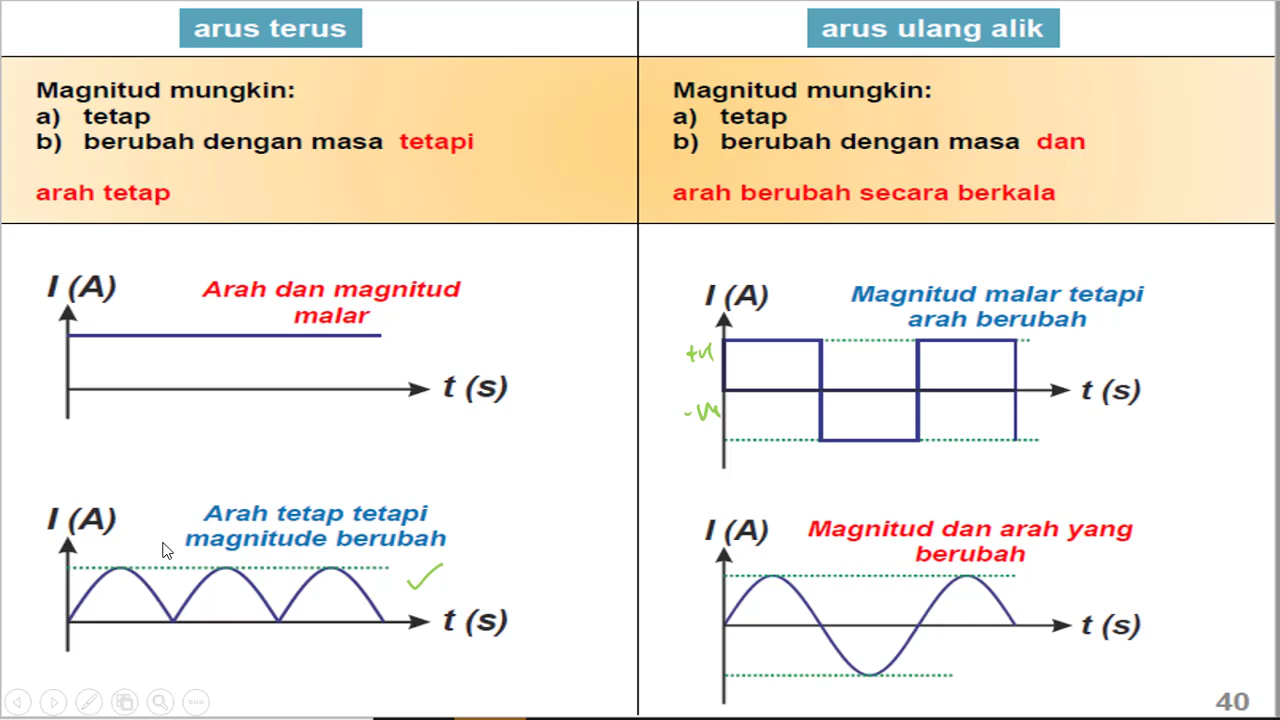 arus terus
Magnitud mungkin:
a) tetap
b) berubah dengan masa tetapi
arah tetap
I (A)
Arah dan magnitud
malar
t (s)
I (A)
Arah tetap tetapi
magnitude berubah
t (s)
arus ulang alik
Magnitud mungkin:
a) tetap
b) berubah dengan masa dan
arah berubah secara berkala
I (A)
Magnitud malar tetapi
arah berubah
t (s)
I (A)
Magnitud dan arah yang
berubah
t (s)
40